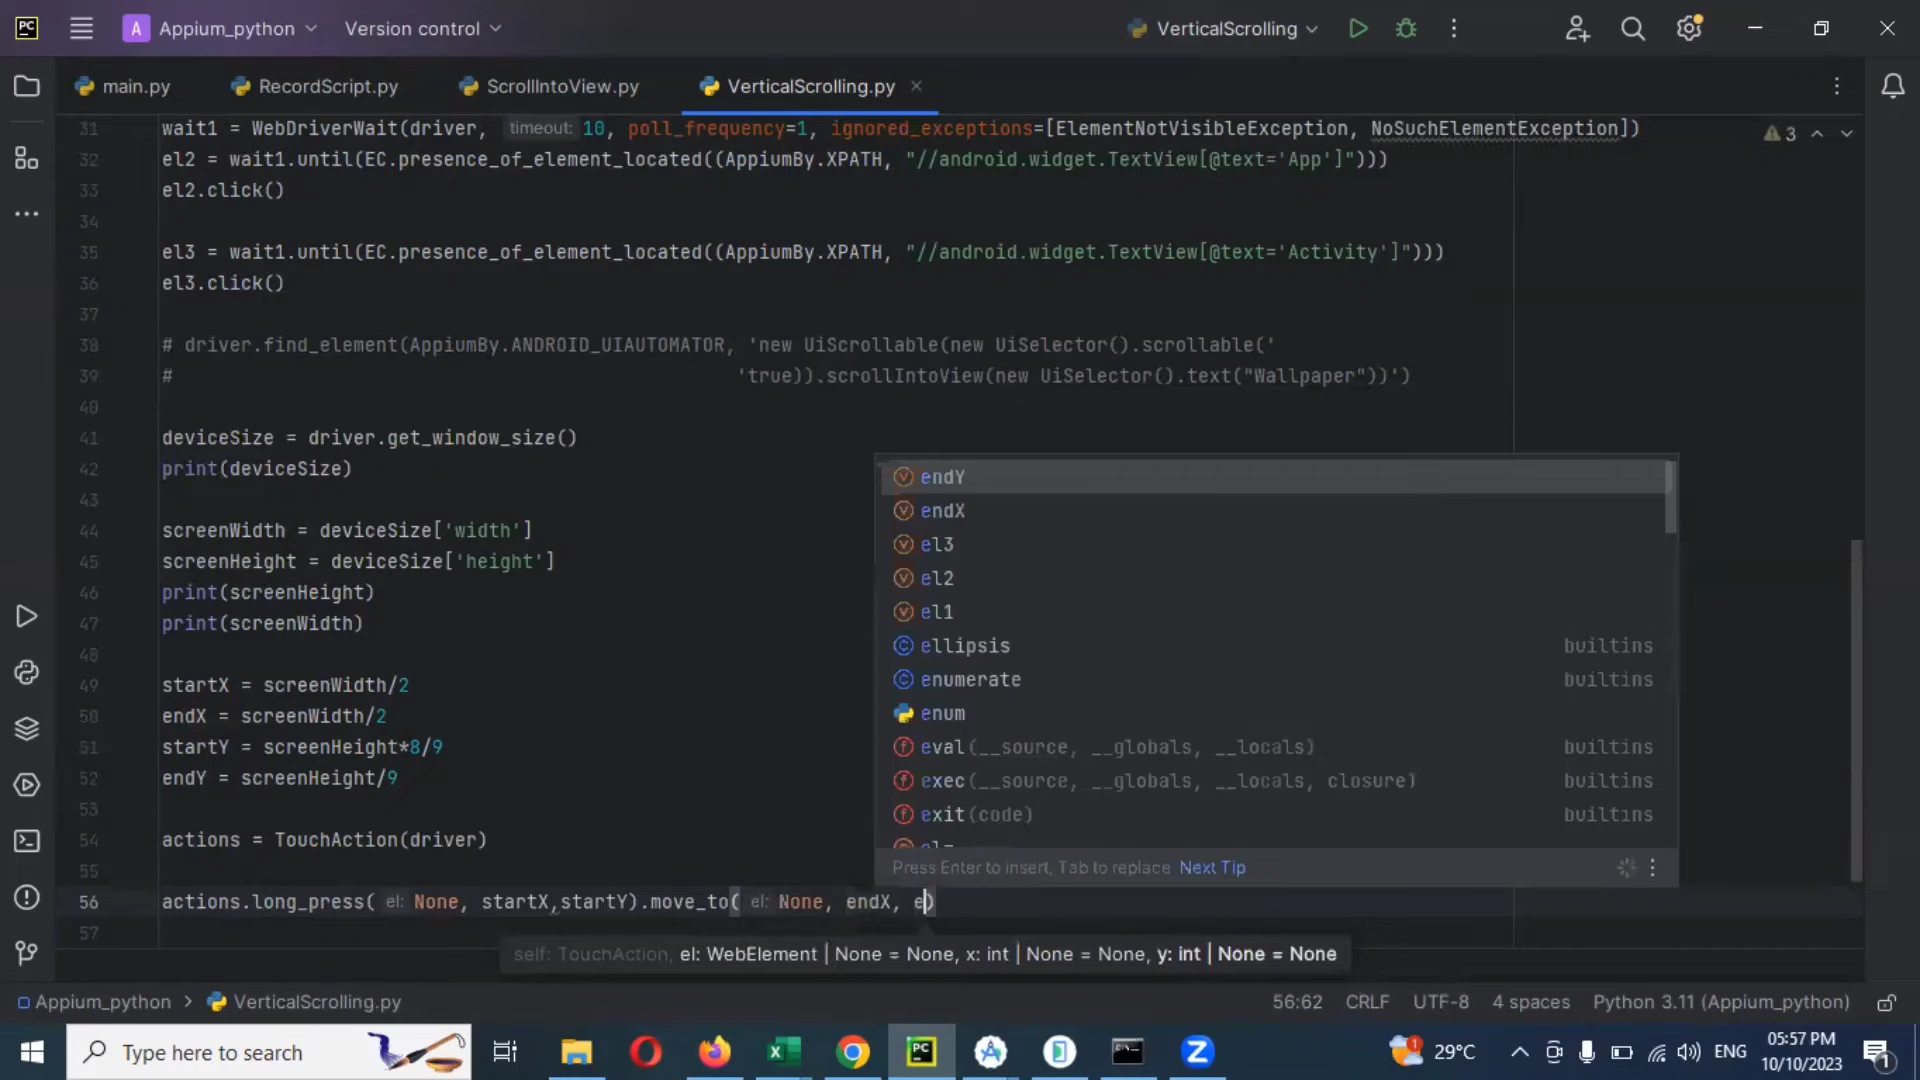 PC A Appium_python Version control VerticalScrolling
main.py RecordScript.py ScrollIntoView.py VerticalScrolling.py
31 wait1 = WebDriverWait(driver, timeout: 10, poll_frequency=1, ignored_exceptions=[ElementNotVisibleException, NoSuchElementException]) 3
32 el2 = wait1.until(EC.presence_of_element_located((AppiumBy.XPATH, "//android.widget.TextView[@text='App']")))
33 el2.click()
34
35 el3 = wait1.until(EC.presence_of_element_located((AppiumBy.XPATH, "//android.widget.TextView[@text='Activity']")))
36 el3.click()
37
38 # driver.find_element(AppiumBy.ANDROID_UIAUTOMATOR, 'new UiScrollable(new UiSelector().scrollable('
39 # 'true)).scrollIntoView(new UiSelector().text("Wallpaper"))')
40
41 deviceSize = driver.get_window_size()
42 print(deviceSize)
43
44 screenWidth = deviceSize['width']
45 screenHeight = deviceSize['height']
46 print(screenHeight)
47 print(screenWidth)
48
49 startX = screenWidth/2
50 endX = screenWidth/2
51 startY = screenHeight*8/9
52 endY = screenHeight/9
53
54 actions = TouchAction(driver)
55
56 actions.long_press( el: None, startX,startY).move_to( el: None, endX, e)
57
endY
endX
el3
el2
el1
ellipsis builtins
enumerate builtins
enum
eval(__source, __globals, __locals) builtins
exec(__source, __globals, __locals, closure) builtins
exit(code) builtins
Press Enter to insert, Tab to replace Next Tip
self: TouchAction, el: WebElement | None = None, x: int | None = None, y: int | None = None
Appium_python > VerticalScrolling.py 56:62 CRLF UTF-8 4 spaces Python 3.11 (Appium_python)
Type here to search 29°C ENG 05:57 PM
10/10/2023